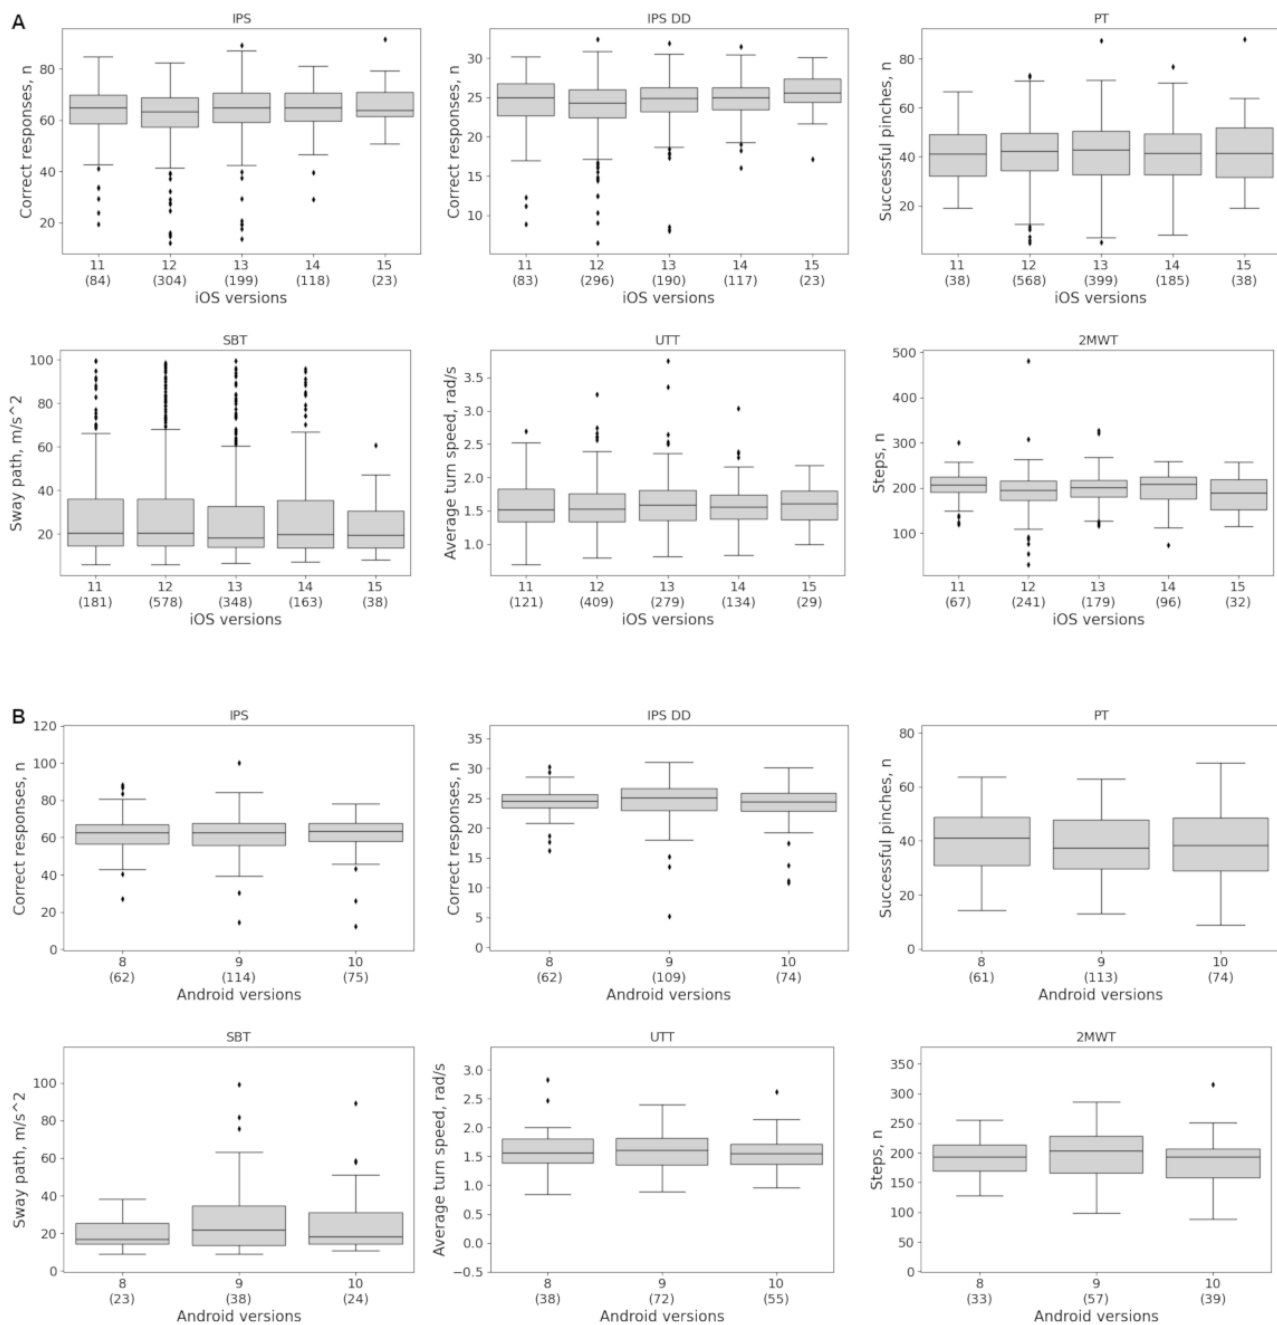 A
IPS
Correct responses, n
80
60
40
20
11 12 13 14 15
(84) (304) (199) (118) (23)
iOS versions
IPS DD
Correct responses, n
30
25
20
15
10
11 12 13 14 15
(83) (296) (190) (117) (23)
iOS versions
PT
Successful pinches, n
80
60
40
20
11 12 13 14 15
(38) (568) (399) (185) (38)
iOS versions
SBT
Sway path, m/s^2
100
80
60
40
20
11 12 13 14 15
(181) (578) (348) (163) (38)
iOS versions
UTT
Average turn speed, rad/s
3.5
3.0
2.5
2.0
1.5
1.0
11 12 13 14 15
(121) (409) (279) (134) (29)
iOS versions
2MWT
Steps, n
500
400
300
200
100
11 12 13 14 15
(67) (241) (179) (96) (32)
iOS versions
B
IPS
Correct responses, n
120
100
80
60
40
20
0
8 9 10
(62) (114) (75)
Android versions
IPS DD
Correct responses, n
35
30
25
20
15
10
5
0
8 9 10
(62) (109) (74)
Android versions
PT
Successful pinches, n
80
60
40
20
0
8 9 10
(61) (113) (74)
Android versions
SBT
Sway path, m/s^2
100
80
60
40
20
0
8 9 10
(23) (38) (24)
Android versions
UTT
Average turn speed, rad/s
3.0
2.5
2.0
1.5
1.0
0.5
0.0
−0.5
8 9 10
(38) (72) (55)
Android versions
2MWT
Steps, n
350
300
250
200
150
100
50
0
8 9 10
(33) (57) (39)
Android versions